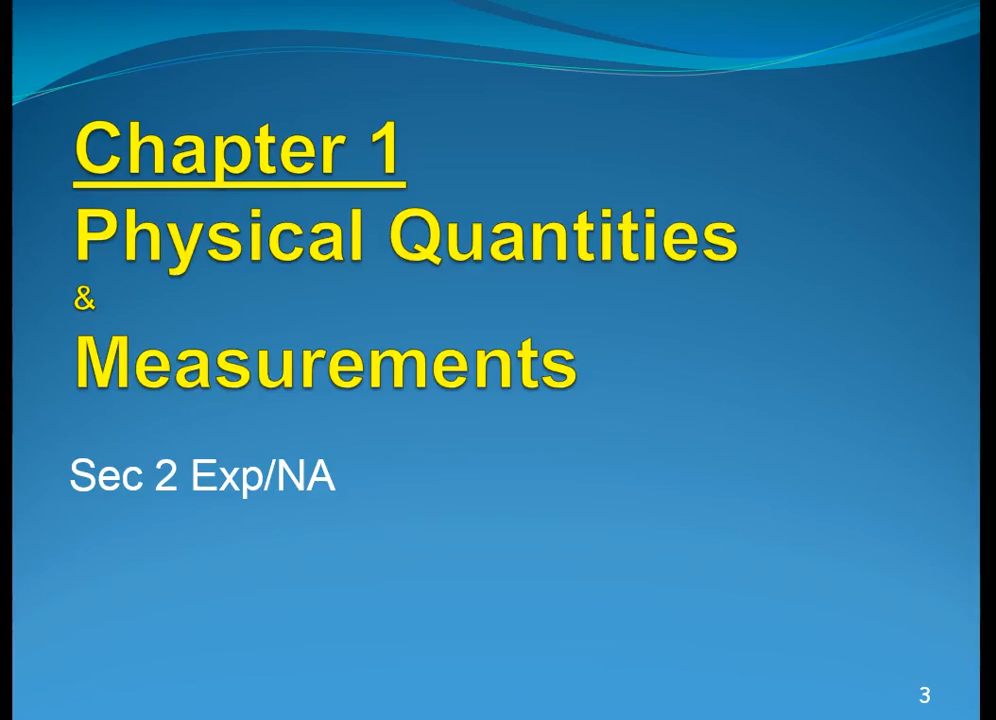 Chapter 1
Physical Quantities
&
Measurements
Sec 2 Exp/NA
3